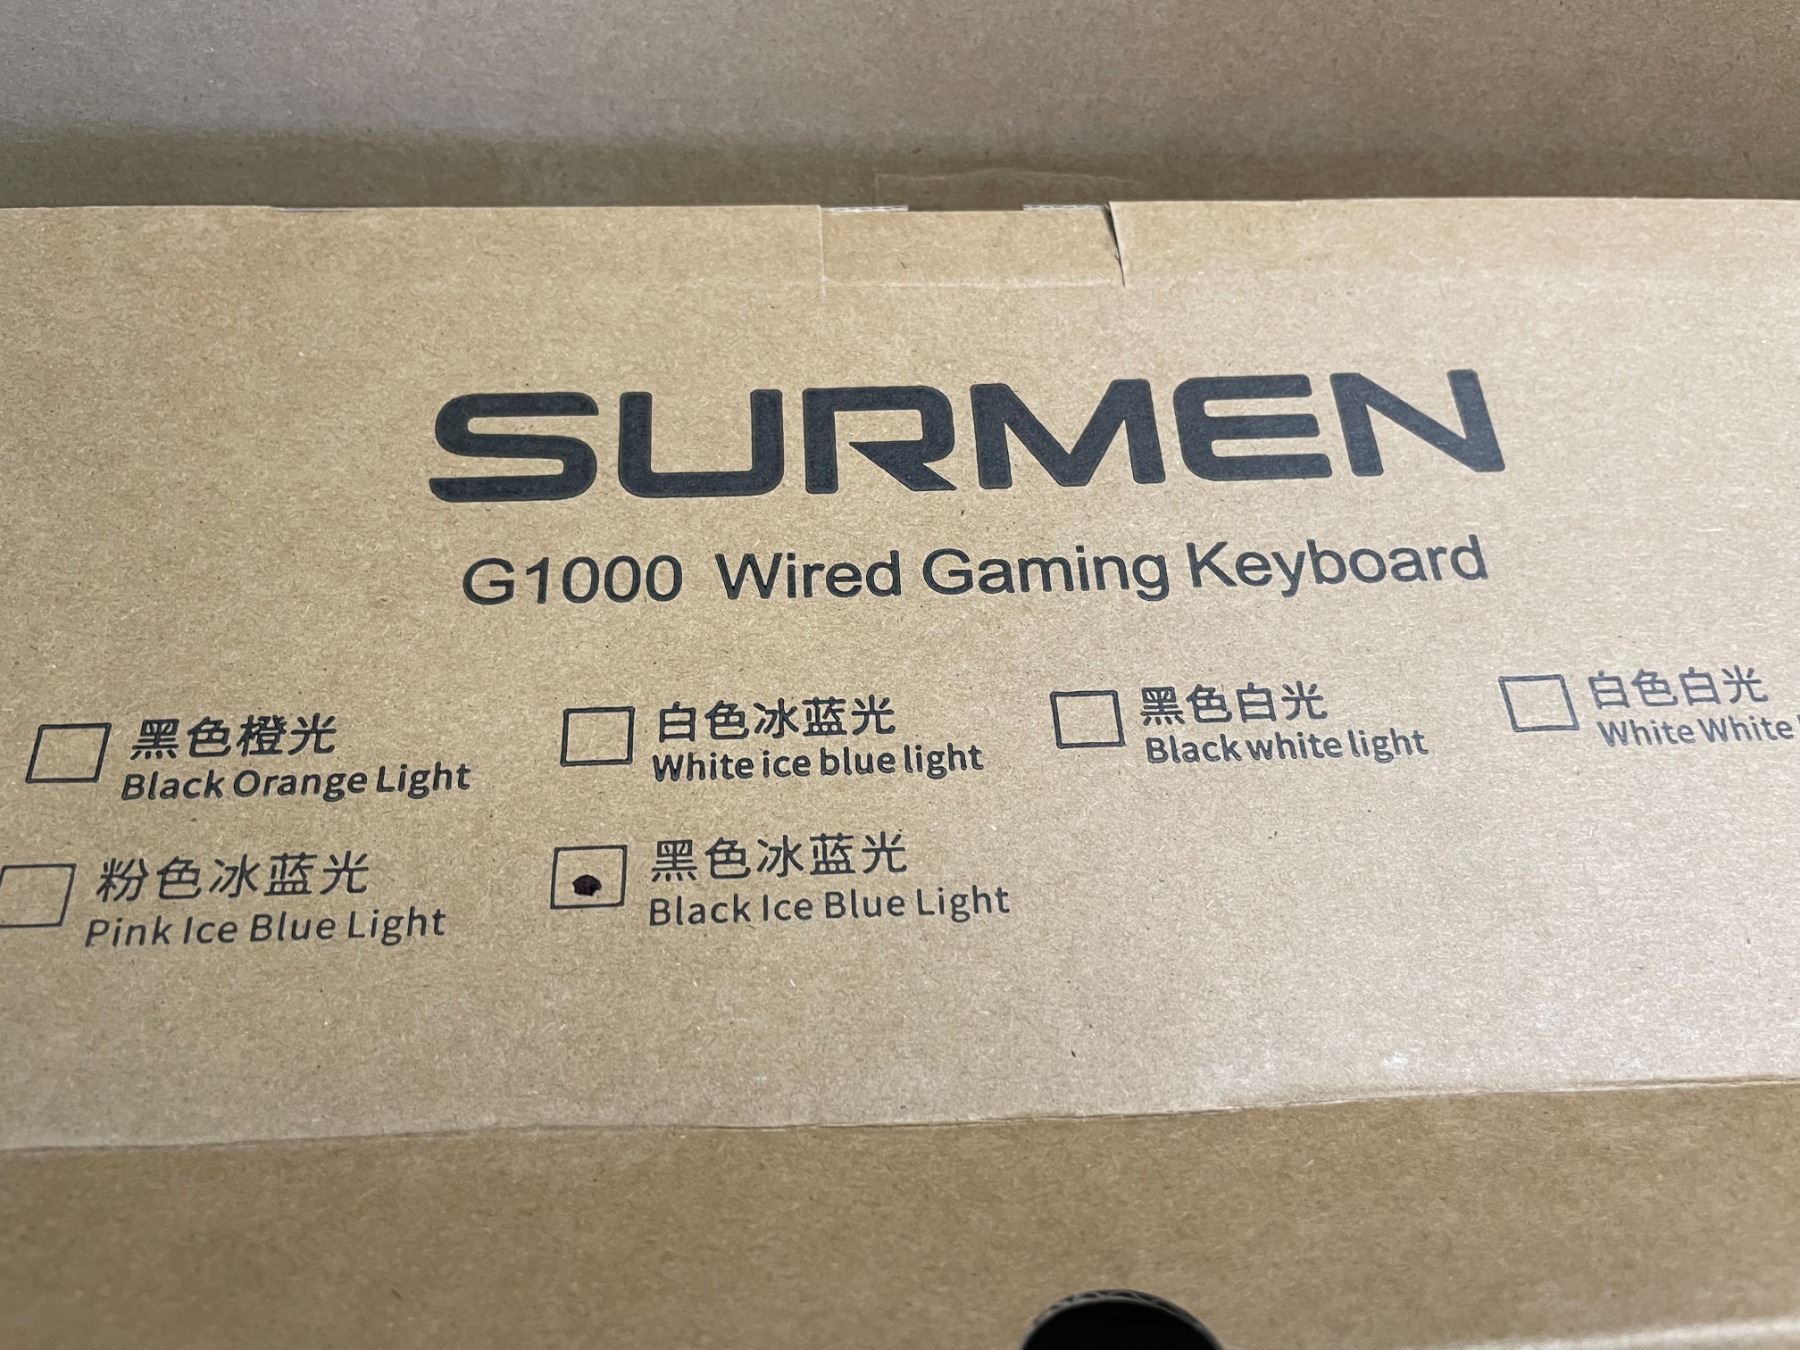 SURMEN
G1000 Wired Gaming Keyboard
黑色橙光
Black Orange Light
白色冰蓝光
White ice blue light
黑色白光
Black white light
白色白光
White White
粉色冰蓝光
Pink Ice Blue Light
黑色冰蓝光
Black Ice Blue Light